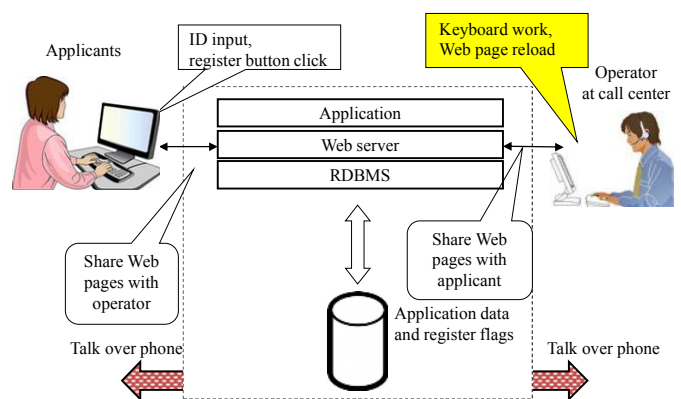 Applicants
ID input,
register button click
Keyboard work,
Web page reload
Operator
at call center
Application
Web server
RDBMS
Share Web
pages with
operator
Share Web
pages with
applicant
Application data
and register flags
Talk over phone
Talk over phone